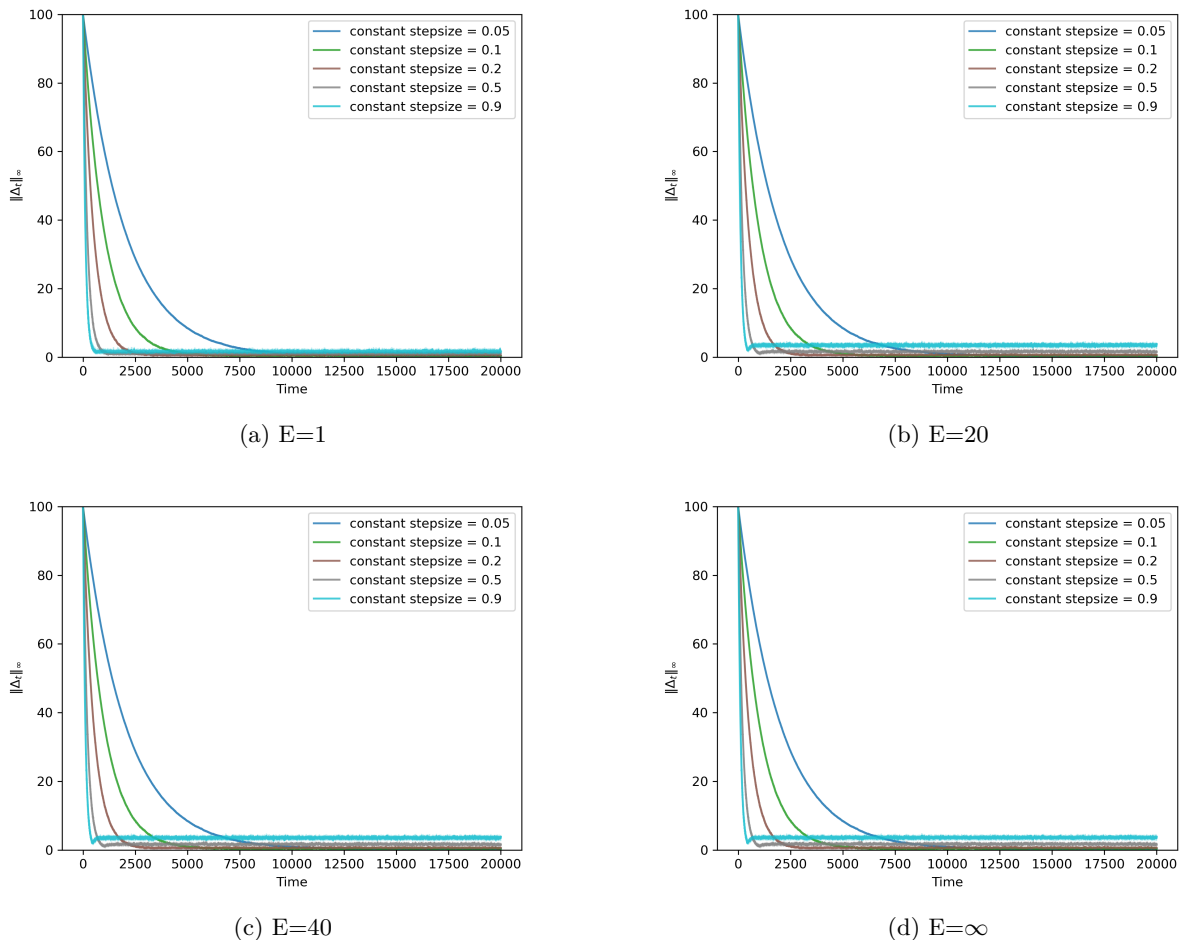 100
80
60
40
20
0
‖Δt‖∞
constant stepsize = 0.05
constant stepsize = 0.1
constant stepsize = 0.2
constant stepsize = 0.5
constant stepsize = 0.9
0 2500 5000 7500 10000 12500 15000 17500 20000
Time
(a) E=1
100
80
60
40
20
0
‖Δt‖∞
constant stepsize = 0.05
constant stepsize = 0.1
constant stepsize = 0.2
constant stepsize = 0.5
constant stepsize = 0.9
0 2500 5000 7500 10000 12500 15000 17500 20000
Time
(b) E=20
100
80
60
40
20
0
‖Δt‖∞
constant stepsize = 0.05
constant stepsize = 0.1
constant stepsize = 0.2
constant stepsize = 0.5
constant stepsize = 0.9
0 2500 5000 7500 10000 12500 15000 17500 20000
Time
(c) E=40
100
80
60
40
20
0
‖Δt‖∞
constant stepsize = 0.05
constant stepsize = 0.1
constant stepsize = 0.2
constant stepsize = 0.5
constant stepsize = 0.9
0 2500 5000 7500 10000 12500 15000 17500 20000
Time
(d) E=∞